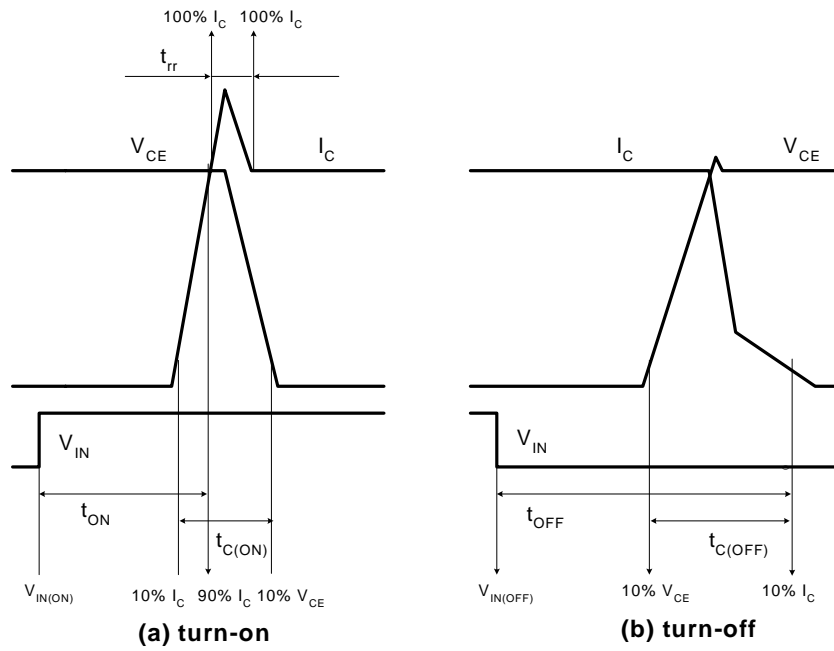 100% I_C 100% I_C
t_rr
V_CE I_C
V_IN
t_ON
t_C(ON)
V_IN(ON) 10% I_C 90% I_C 10% V_CE
(a) turn-on
I_C V_CE
V_IN
t_OFF
t_C(OFF)
V_IN(OFF) 10% V_CE 10% I_C
(b) turn-off